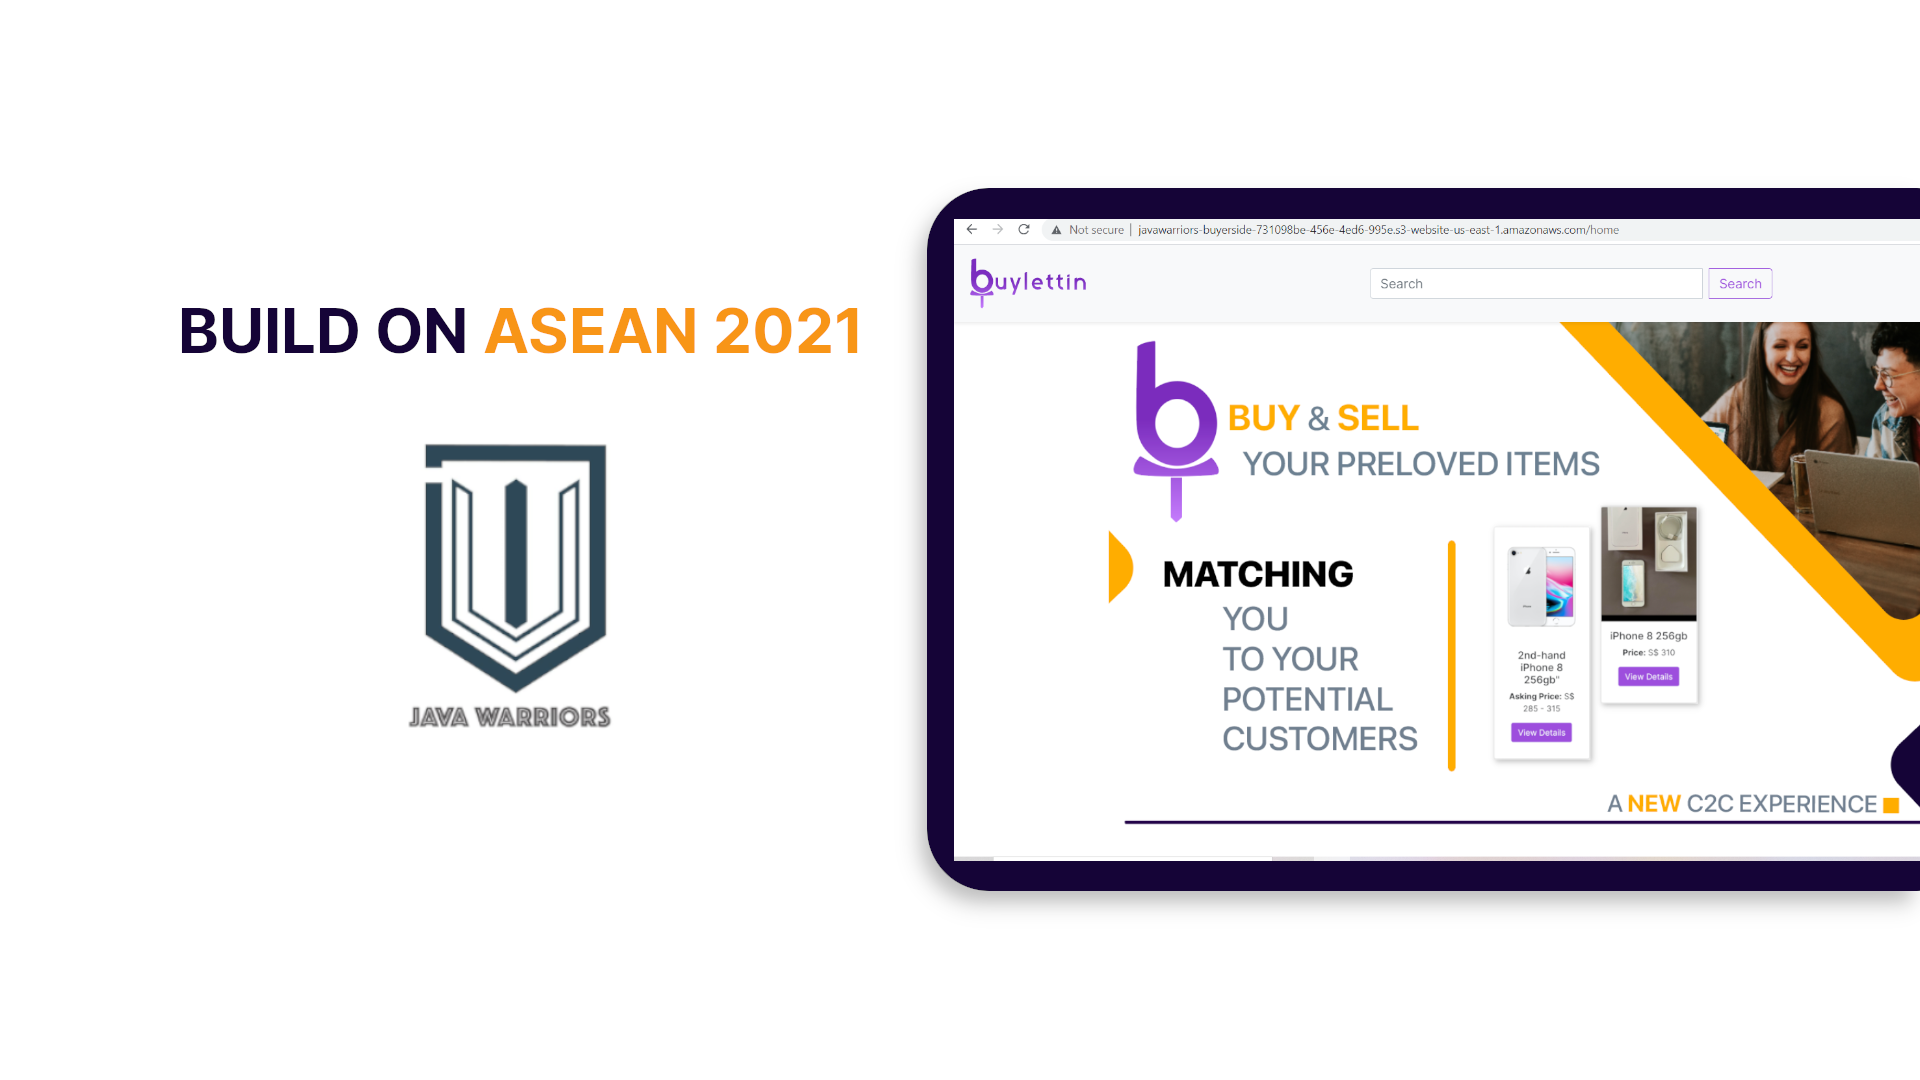 BUILD ON ASEAN 2021
JAVA WARRIORS
Not secure | javawarriors-buyerside-731098be-456e-4ed6-995e.s3-website-us-east-1.amazonaws.com/home
buylettin
Search
Search
b
BUY & SELL
YOUR PRELOVED ITEMS
MATCHING
YOU
TO YOUR
POTENTIAL
CUSTOMERS
2nd-hand
iPhone 8
256gb"
Asking Price: S$
285 - 315
View Details
iPhone 8 256gb
Price: S$ 310
View Details
A NEW C2C EXPERIENCE